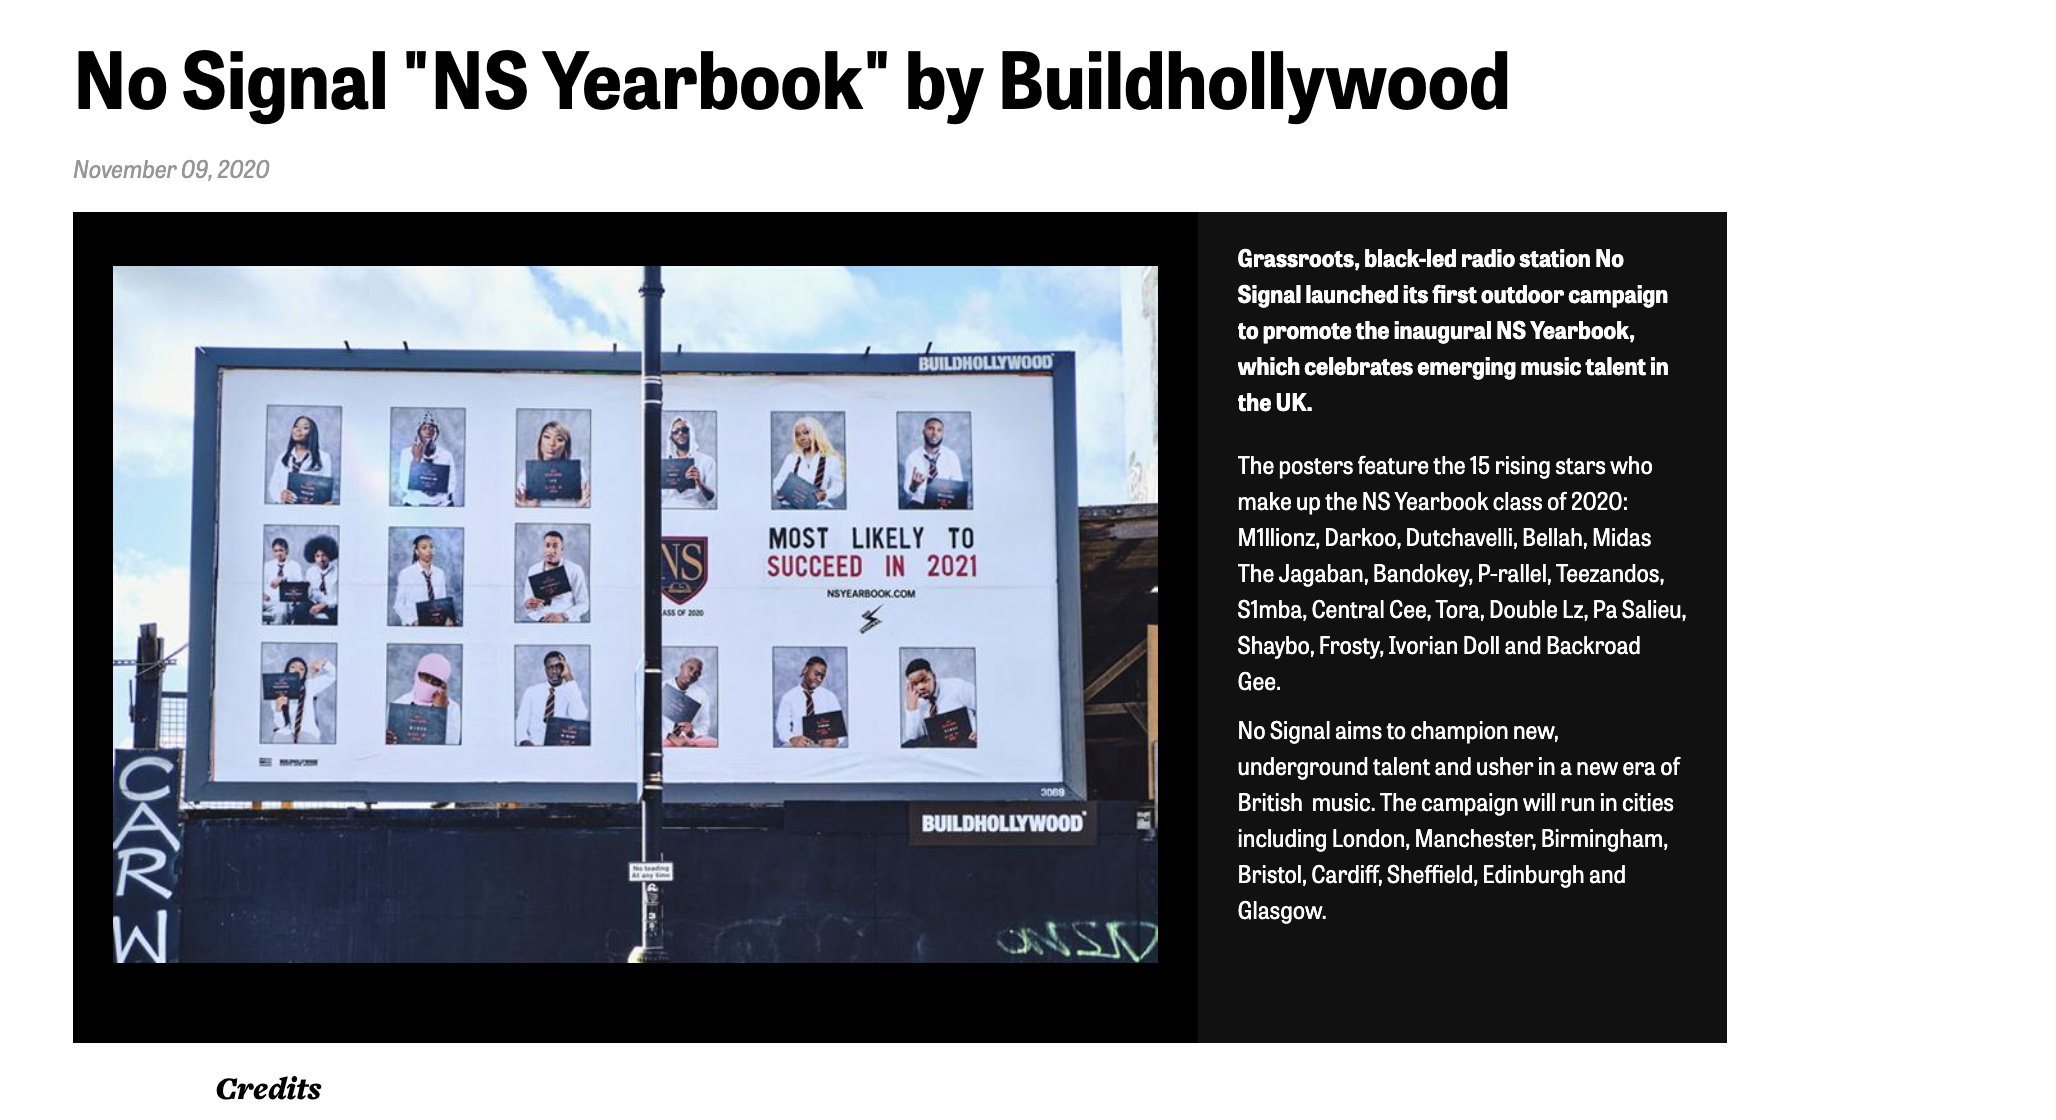 No Signal "NS Yearbook" by Buildhollywood
November 09, 2020
BUILDHOLLYWOOD
MOST LIKELY TO
SUCCEED IN 2021
NS
NSYEARBOOK.COM
ASS OF 2020
3069
BUILDHOLLYWOOD
No loading
At any time
CARW
Grassroots, black-led radio station No
Signal launched its first outdoor campaign
to promote the inaugural NS Yearbook,
which celebrates emerging music talent in
the UK.
The posters feature the 15 rising stars who
make up the NS Yearbook class of 2020:
M1llionz, Darkoo, Dutchavelli, Bellah, Midas
The Jagaban, Bandokey, P-rallel, Teezandos,
S1mba, Central Cee, Tora, Double Lz, Pa Salieu,
Shaybo, Frosty, Ivorian Doll and Backroad
Gee.
No Signal aims to champion new,
underground talent and usher in a new era of
British  music. The campaign will run in cities
including London, Manchester, Birmingham,
Bristol, Cardiff, Sheffield, Edinburgh and
Glasgow.
Credits